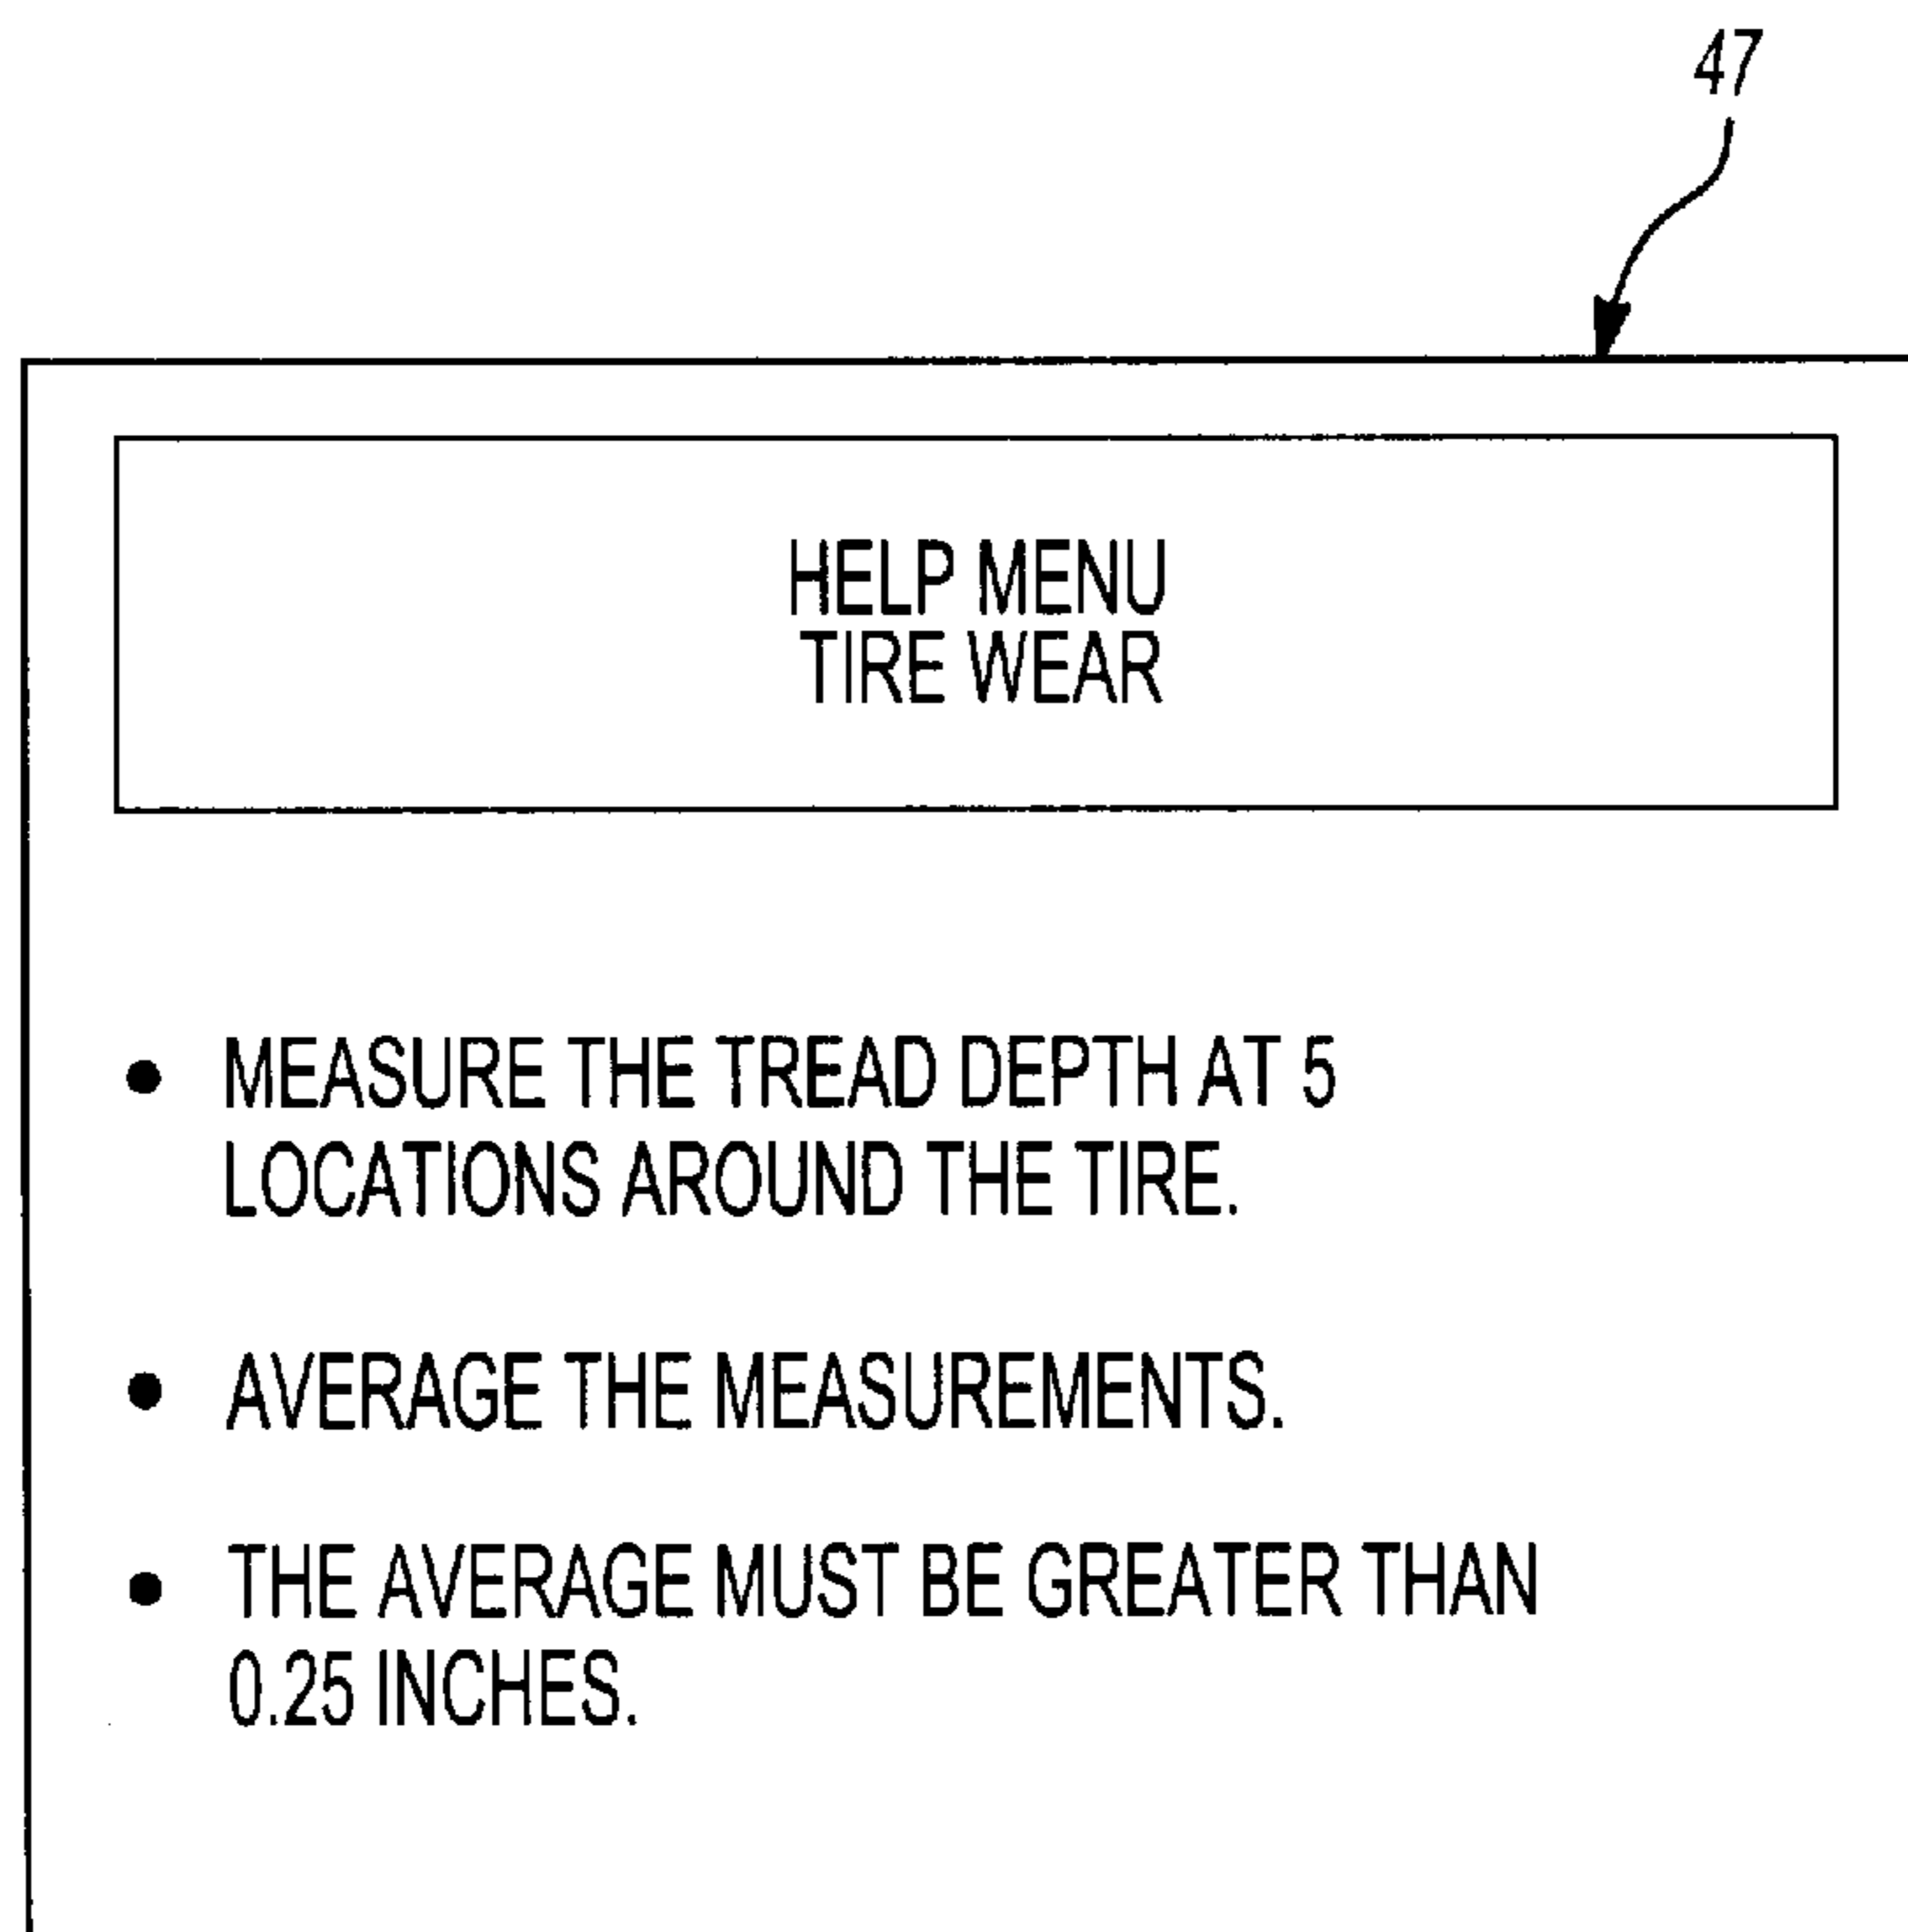 47
HELP MENU
TIRE WEAR
● MEASURE THE TREAD DEPTH AT 5
LOCATIONS AROUND THE TIRE.
● AVERAGE THE MEASUREMENTS.
● THE AVERAGE MUST BE GREATER THAN
0.25 INCHES.